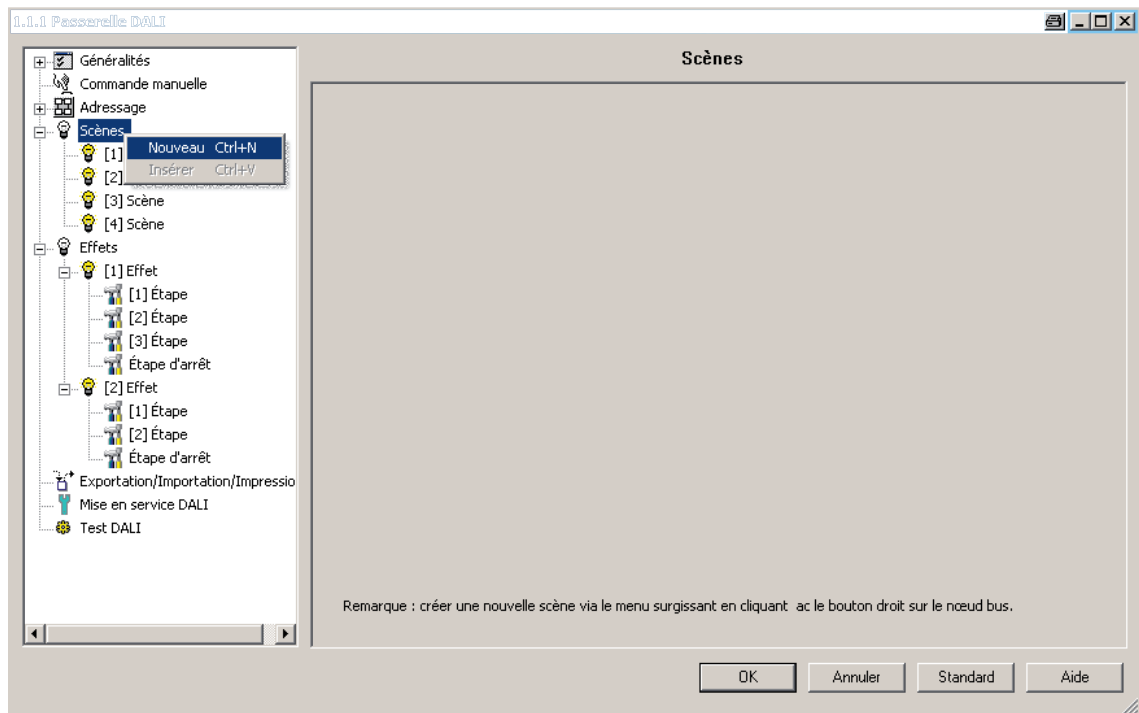 1.1.1 Passerelle DALI
Généralités
Commande manuelle
Adressage
Scènes
Nouveau Ctrl+N
Insérer Ctrl+V
[1]
[2]
[3] Scène
[4] Scène
Effets
[1] Effet
[1] Étape
[2] Étape
[3] Étape
Étape d'arrêt
[2] Effet
[1] Étape
[2] Étape
Étape d'arrêt
Exportation/Importation/Impressio
Mise en service DALI
Test DALI
Scènes
Remarque : créer une nouvelle scène via le menu surgissant en cliquant ac le bouton droit sur le nœud bus.
OK Annuler Standard Aide